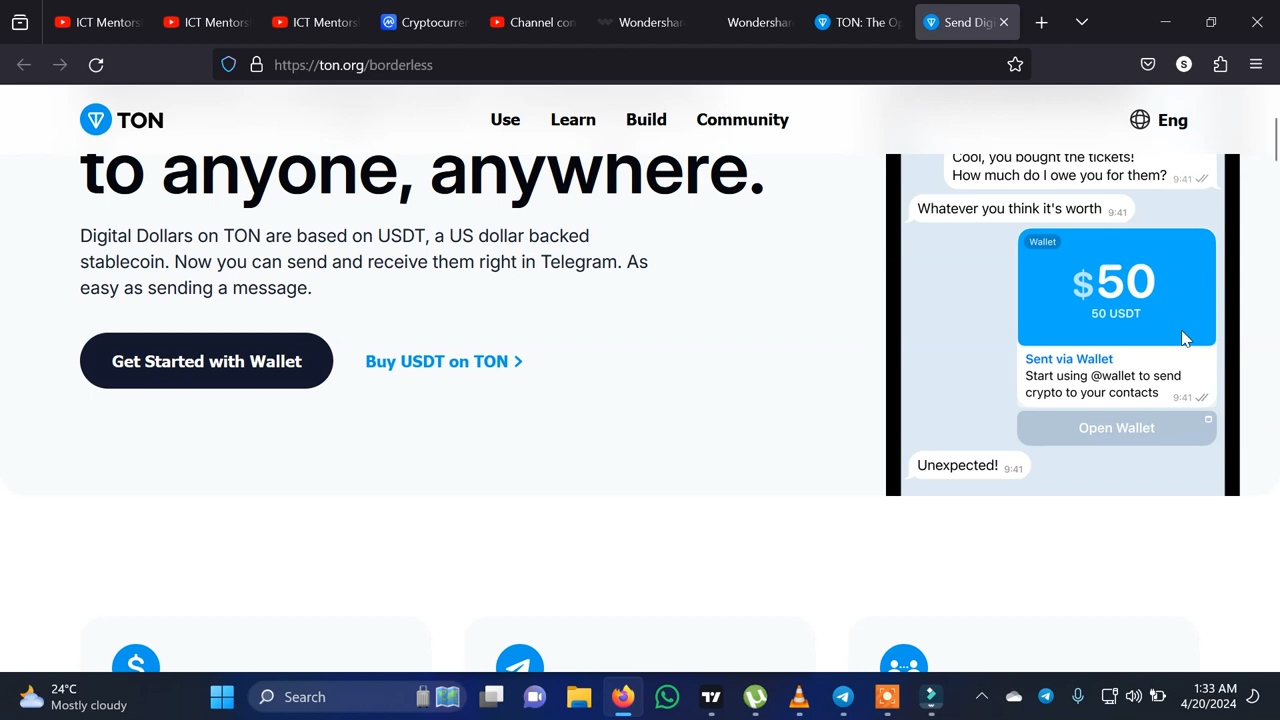 ICT Mentors
ICT Mentors
ICT Mentors
Cryptocurre
Channel co
Wondersha
Wondersha
TON: The O
Send Dig
https://ton.org/borderless
S
TON
Use
Learn
Build
Community
Eng
to anyone, anywhere.
Digital Dollars on TON are based on USDT, a US dollar backed
stablecoin. Now you can send and receive them right in Telegram. As
easy as sending a message.
Get Started with Wallet
Buy USDT on TON >
Cool, you bought the tickets!
How much do I owe you for them? 9:41
Whatever you think it's worth 9:41
Wallet
$50
50 USDT
Sent via Wallet
Start using @wallet to send
crypto to your contacts 9:41
Open Wallet
Unexpected! 9:41
$
24°C
Mostly cloudy
Search
1:33 AM
4/20/2024